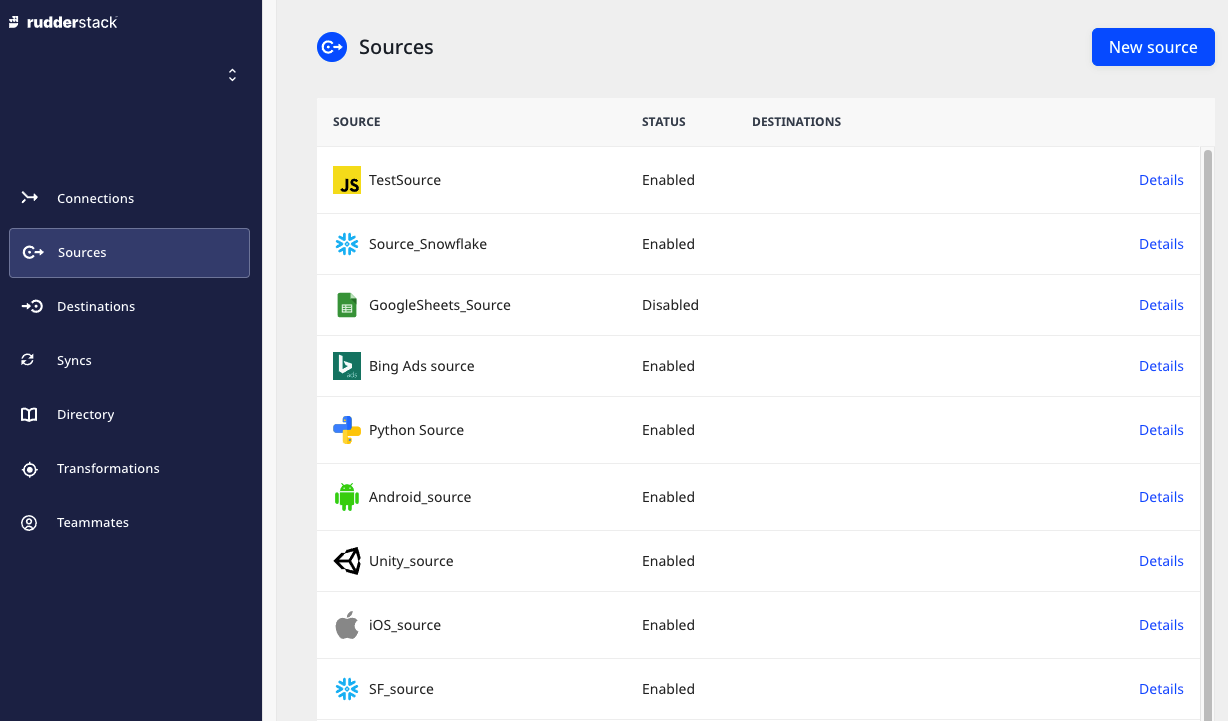 rudderstack
Sources
New source
SOURCE STATUS DESTINATIONS
Connections
JS TestSource Enabled Details
Sources
Source_Snowflake Enabled Details
Destinations
GoogleSheets_Source Disabled Details
Syncs
b ads Bing Ads source Enabled Details
Directory
Python Source Enabled Details
Transformations
Android_source Enabled Details
Teammates
Unity_source Enabled Details
iOS_source Enabled Details
SF_source Enabled Details